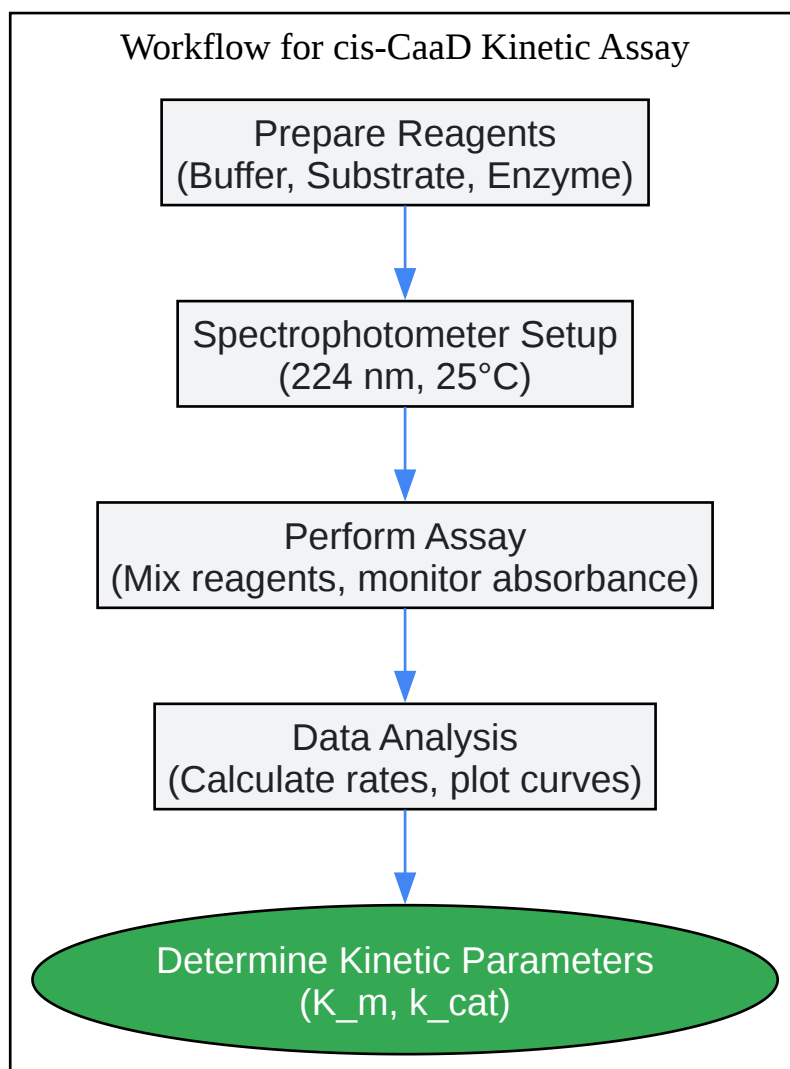 Workflow for cis-CaaD Kinetic Assay
Prepare Reagents
(Buffer, Substrate, Enzyme)
Spectrophotometer Setup
(224 nm, 25°C)
Perform Assay
(Mix reagents, monitor absorbance)
Data Analysis
(Calculate rates, plot curves)
Determine Kinetic Parameters
(K_m, k_cat)